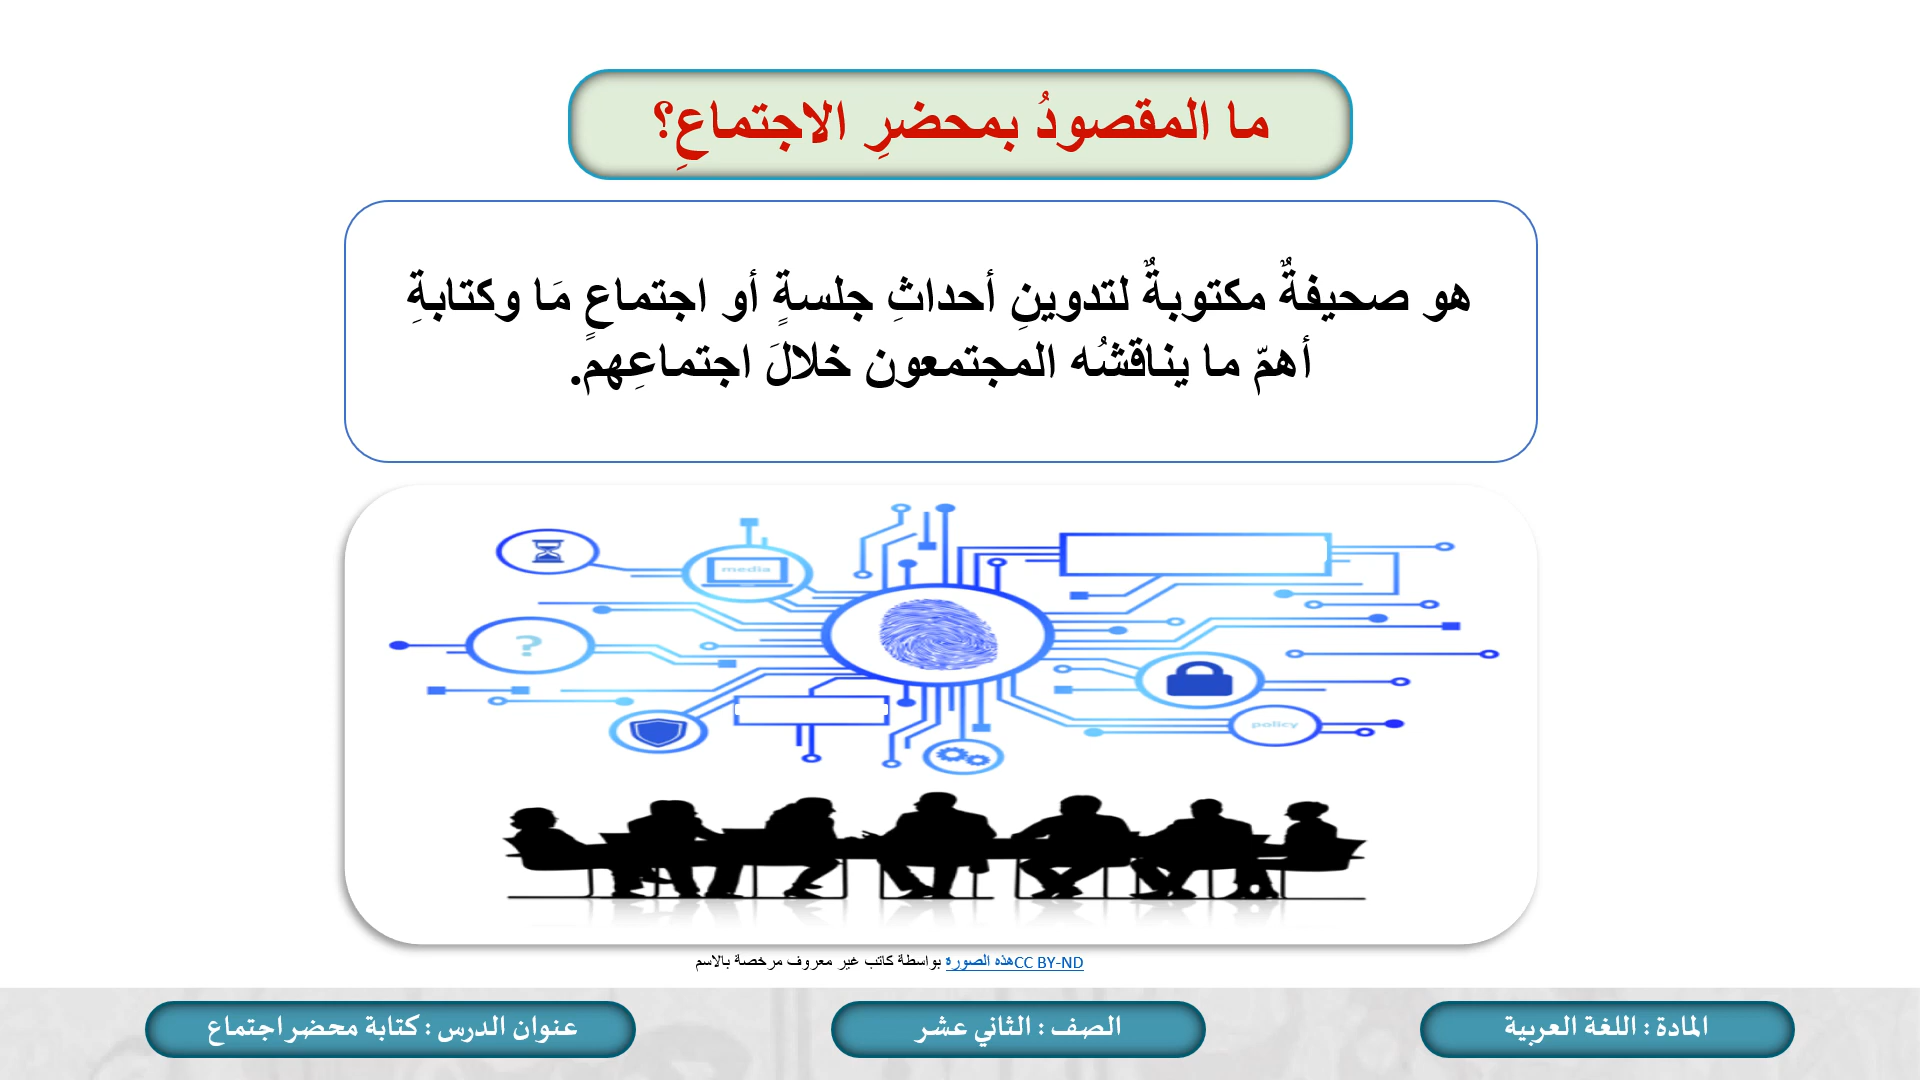 ما المقصودُ بمحضرِ الاجتماعِ؟
هو صحيفةٌ مكتوبةٌ لتدوينِ أحداثِ جلسةٍ أو اجتماعٍ مَا وكتابةِ
أهمّ ما يناقشُه المجتمعون خلالَ اجتماعِهم.
media
?
policy
هذه الصورة بواسطة كاتب غير معروف مرخصة بالاسم CC BY-ND
المادة : اللغة العربية
الصف : الثاني عشر
عنوان الدرس : كتابة محضر اجتماع